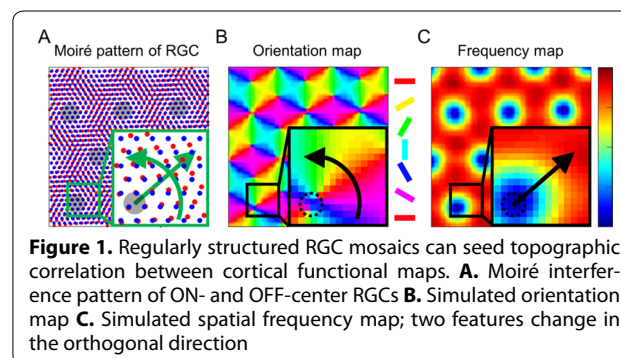 A
B
C
Moiré pattern of RGC
Orientation map
Frequency map
Figure 1. Regularly structured RGC mosaics can seed topographic
correlation between cortical functional maps. A. Moiré interfer-
ence pattern of ON- and OFF-center RGCs B. Simulated orientation
map C. Simulated spatial frequency map; two features change in
the orthogonal direction